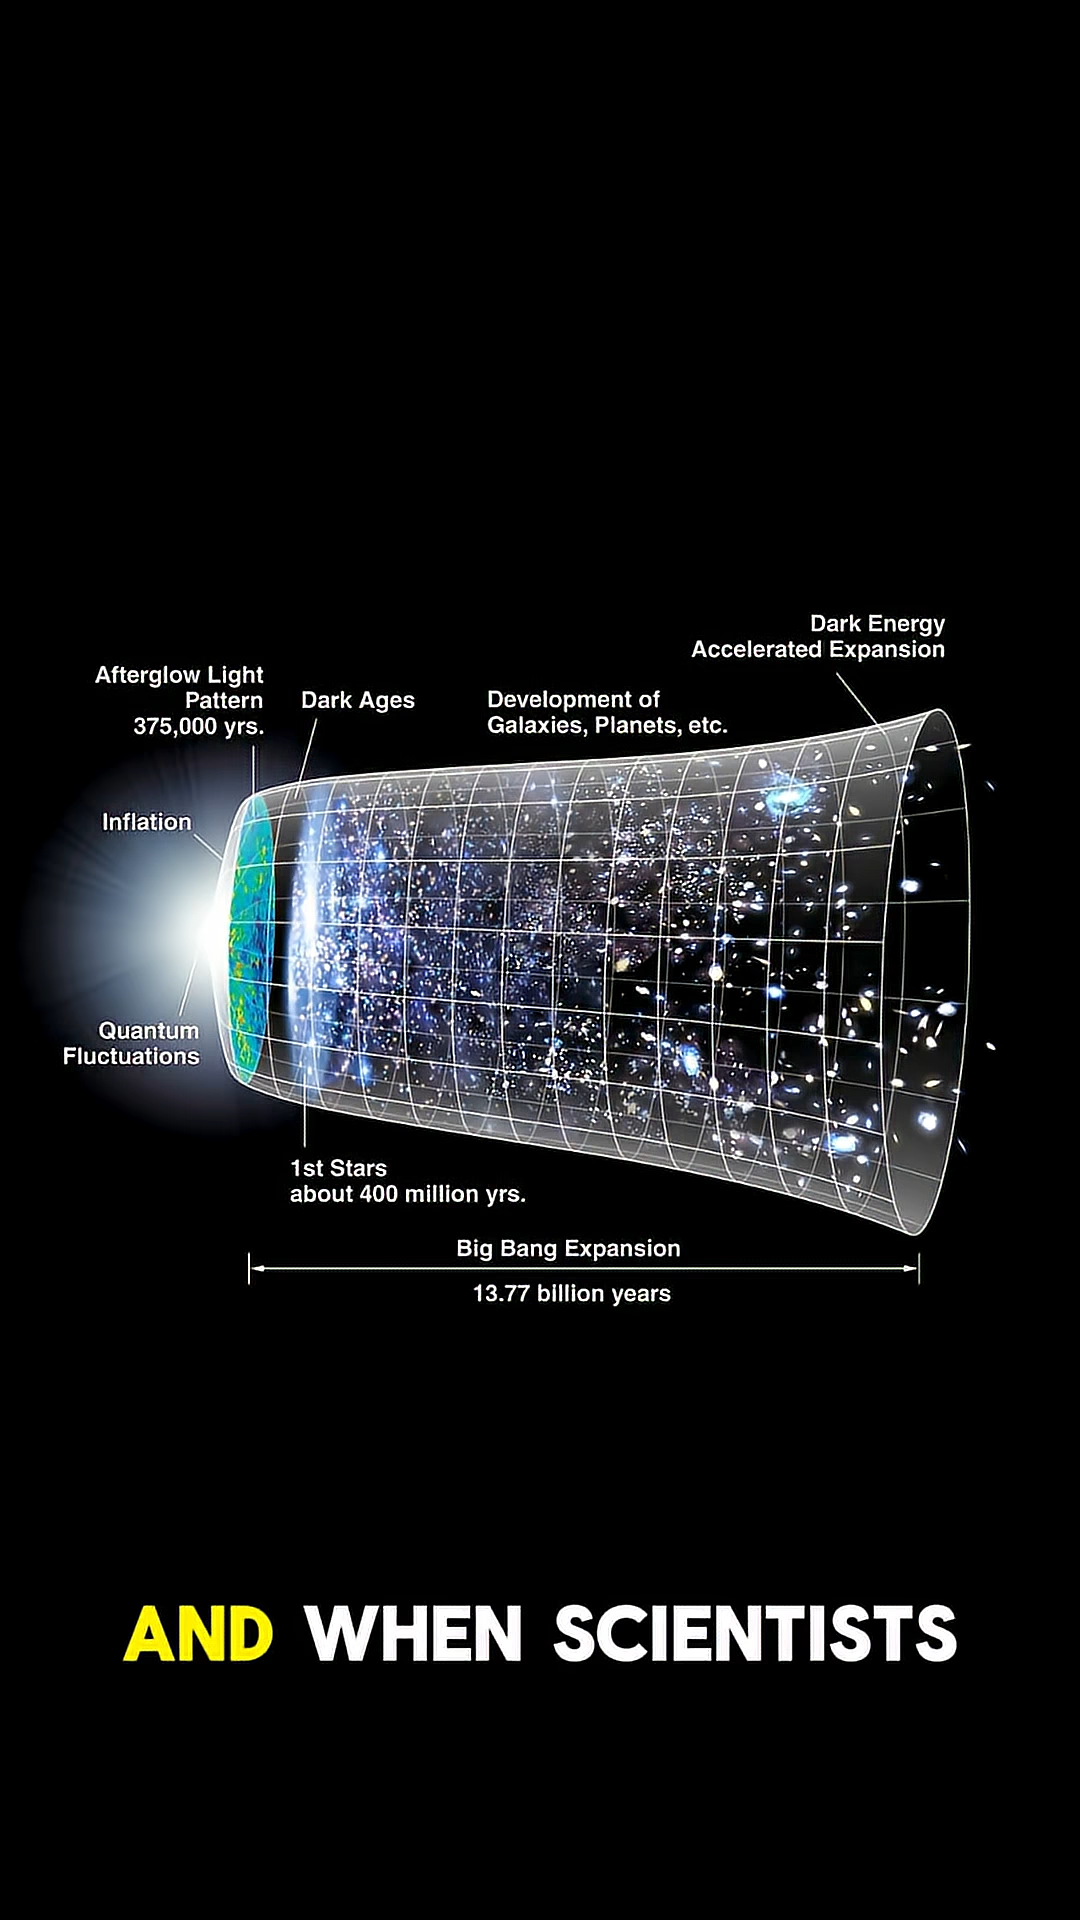 Dark Energy
Accelerated Expansion
Afterglow Light
Pattern
375,000 yrs.
Dark Ages
Development of
Galaxies, Planets, etc.
Inflation
Quantum
Fluctuations
1st Stars
about 400 million yrs.
Big Bang Expansion
13.77 billion years
AND WHEN SCIENTISTS